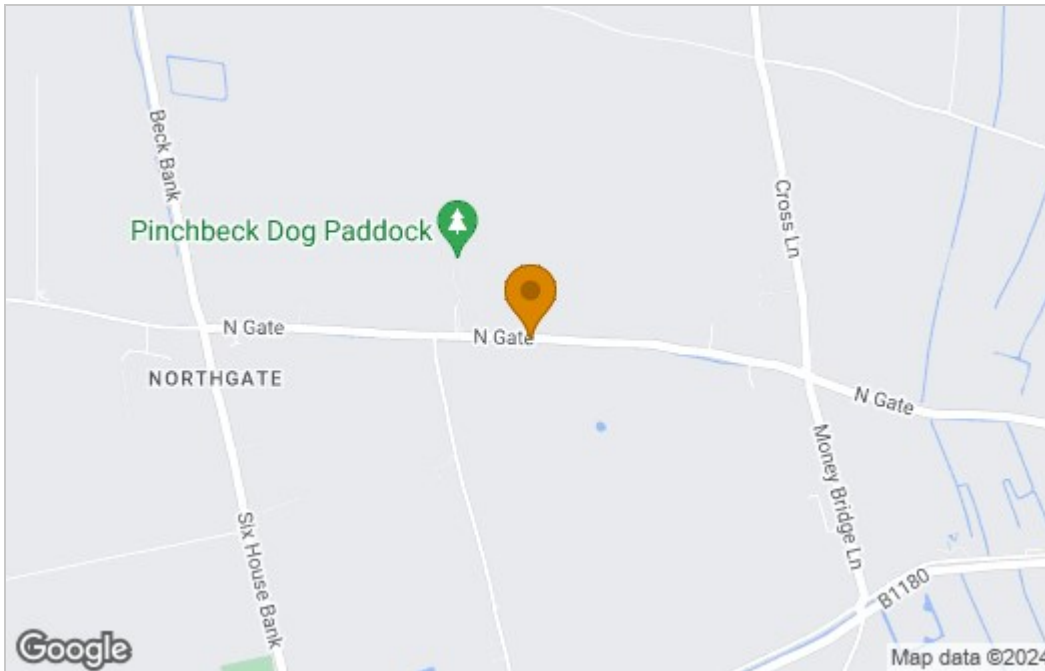 Beck Bank
Cross Ln
Pinchbeck Dog Paddock
N Gate
N Gate
NORTHGATE
N Gate
Money Bridge Ln
Six House Bank
B1180
Google
Map data ©2024